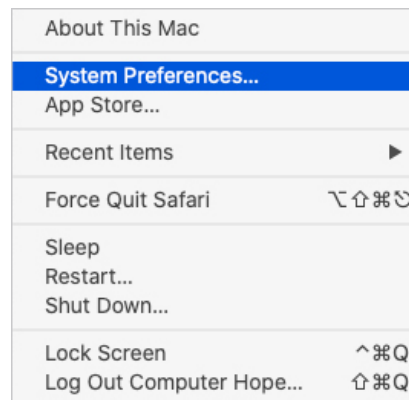 About This Mac
System Preferences...
App Store...
Recent Items ▶
Force Quit Safari ⌥⇧⌘⎋
Sleep
Restart...
Shut Down...
Lock Screen ^⌘Q
Log Out Computer Hope... ⇧⌘Q